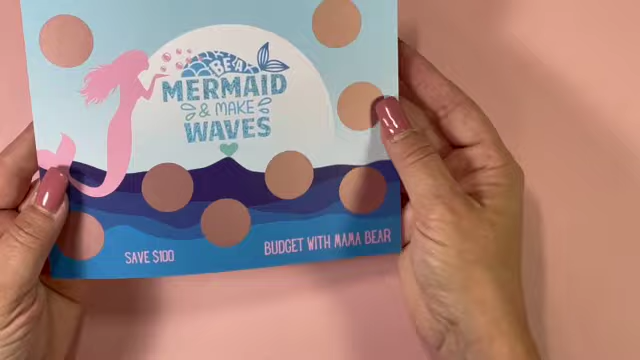 BE A
MERMAID
& MAKE
WAVES
SAVE $100
BUDGET WITH MAMA BEAR